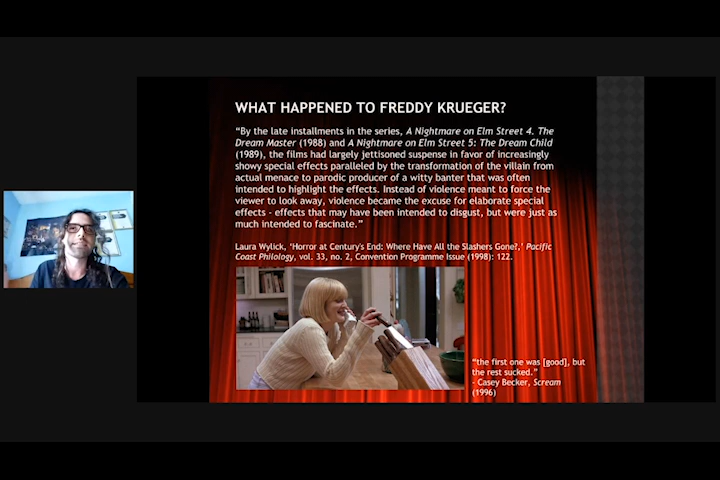 WHAT HAPPENED TO FREDDY KRUEGER?
“By the late installments in the series, A Nightmare on Elm Street 4. The
Dream Master (1988) and A Nightmare on Elm Street 5: The Dream Child
(1989), the films had largely jettisoned suspense in favor of increasingly
showy special effects paralleled by the transformation of the villain from
actual menace to parodic producer of a witty banter that was often
intended to highlight the effects. Instead of violence meant to force the
viewer to look away, violence became the excuse for elaborate special
effects - effects that may have been intended to disgust, but were just as
much intended to fascinate.”
Laura Wylick, ‘Horror at Century's End: Where Have All the Slashers Gone?,’ Pacific
Coast Philology, vol. 33, no. 2, Convention Programme Issue (1998): 122.
“the first one was [good], but
the rest sucked.”
- Casey Becker, Scream
(1996)